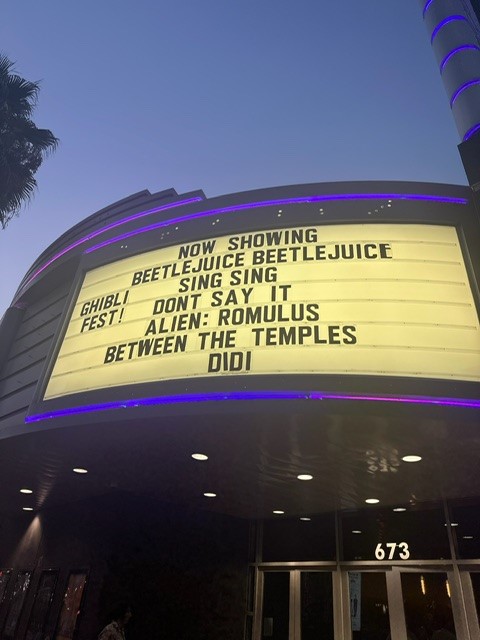 NOW SHOWING
BEETLEJUICE BEETLEJUICE
SING SING
GHIBLI
FEST!
DONT SAY IT
ALIEN: ROMULUS
BETWEEN THE TEMPLES
DIDI
673